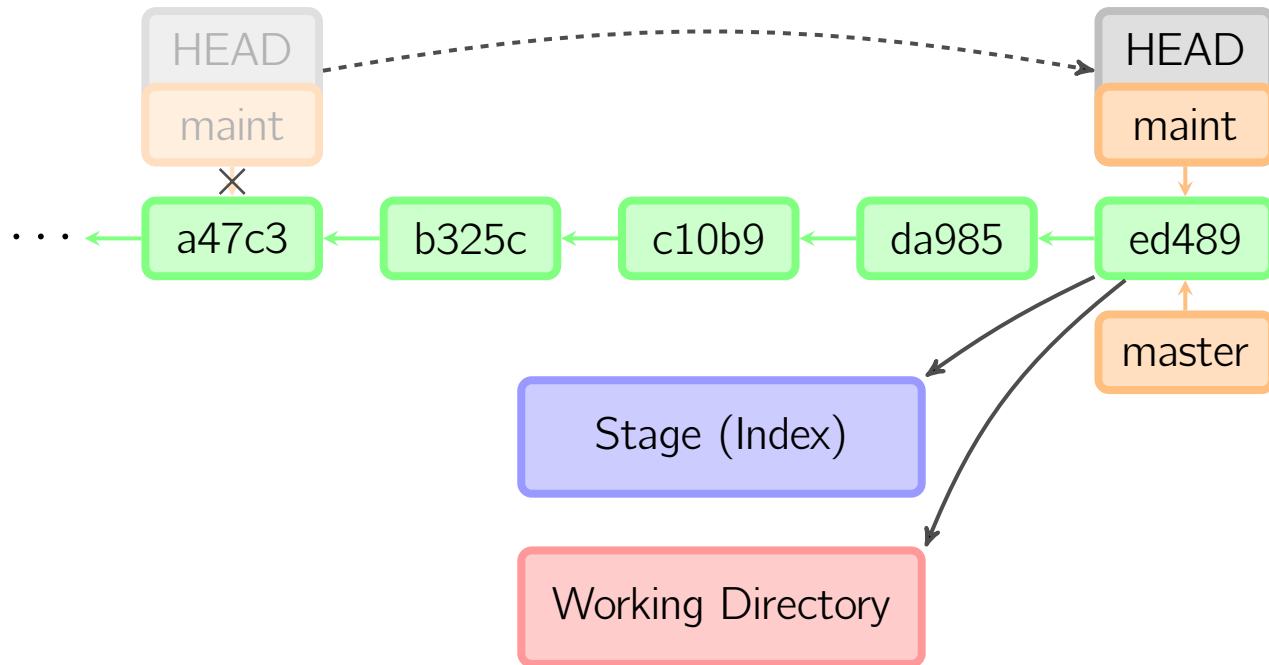 HEAD HEAD
maint maint
... a47c3 b325c c10b9 da985 ed489
master
Stage (Index)
Working Directory